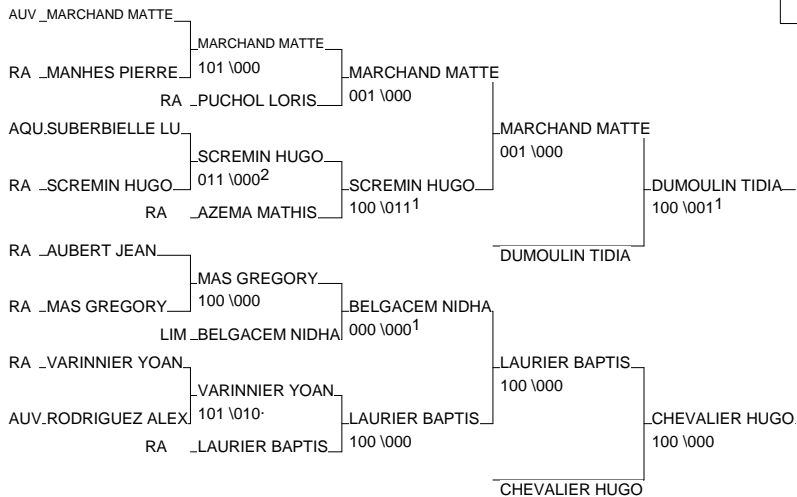 AUV MARCHAND MATTE
MARCHAND MATTE
RA MANHES PIERRE 101 \000 MARCHAND MATTE
RA PUCHOL LORIS 001 \000
AQU SUBERBIELLE LU MARCHAND MATTE
SCREMIN HUGO 001 \000
RA SCREMIN HUGO 011 \000² SCREMIN HUGO DUMOULIN TIDIA
RA AZEMA MATHIS 100 \011¹ 100 \001¹
RA AUBERT JEAN DUMOULIN TIDIA
MAS GREGORY
RA MAS GREGORY 100 \000 BELGACEM NIDHA
LIM BELGACEM NIDHA 000 \000¹
RA VARINNIER YOAN LAURIER BAPTIS
VARINNIER YOAN 100 \000
AUV RODRIGUEZ ALEX 101 \010· LAURIER BAPTIS CHEVALIER HUGO
RA LAURIER BAPTIS 100 \000 100 \000
CHEVALIER HUGO